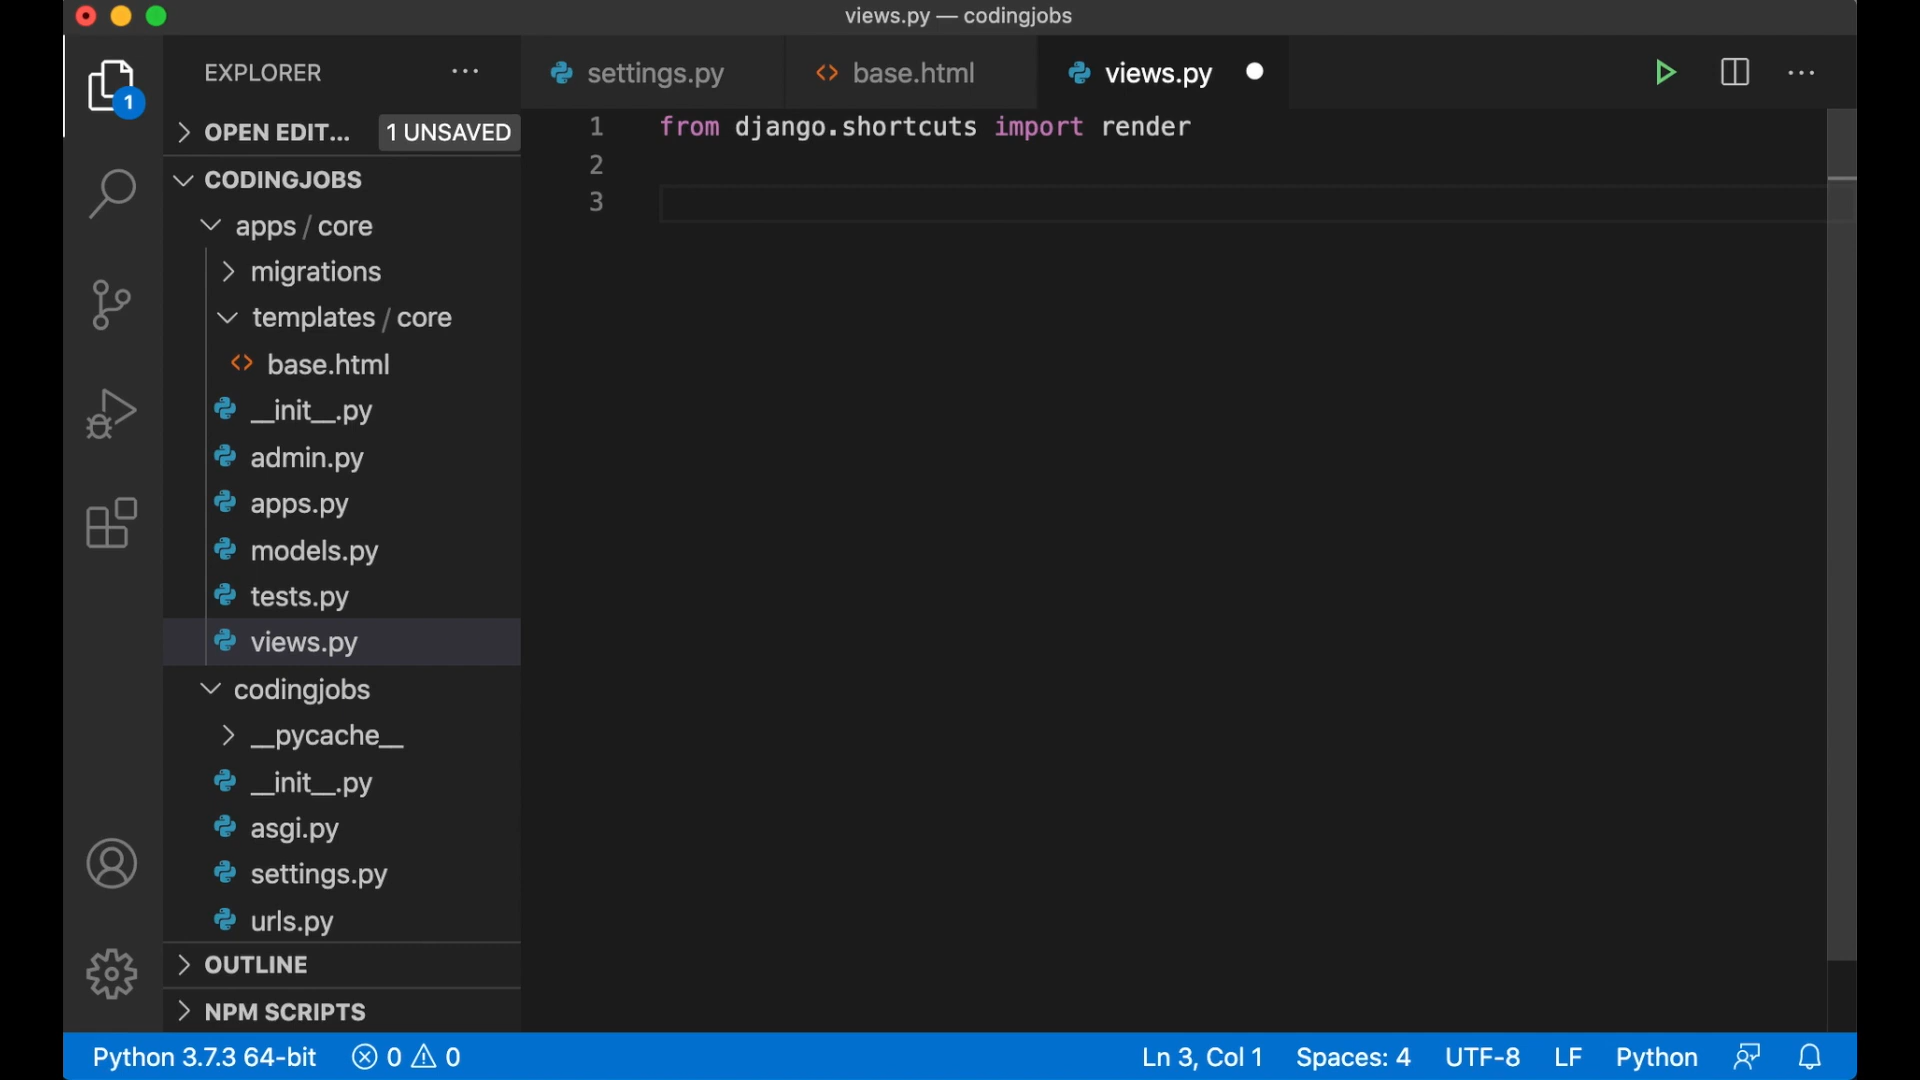 views.py — codingjobs
EXPLORER
settings.py
base.html
views.py
1
OPEN EDIT...
1 UNSAVED
CODINGJOBS
apps / core
migrations
templates / core
base.html
__init__.py
admin.py
apps.py
models.py
tests.py
views.py
codingjobs
__pycache__
__init__.py
asgi.py
settings.py
urls.py
OUTLINE
NPM SCRIPTS
1 from django.shortcuts import render
2
3
Python 3.7.3 64-bit 0 0 Ln 3, Col 1 Spaces: 4 UTF-8 LF Python